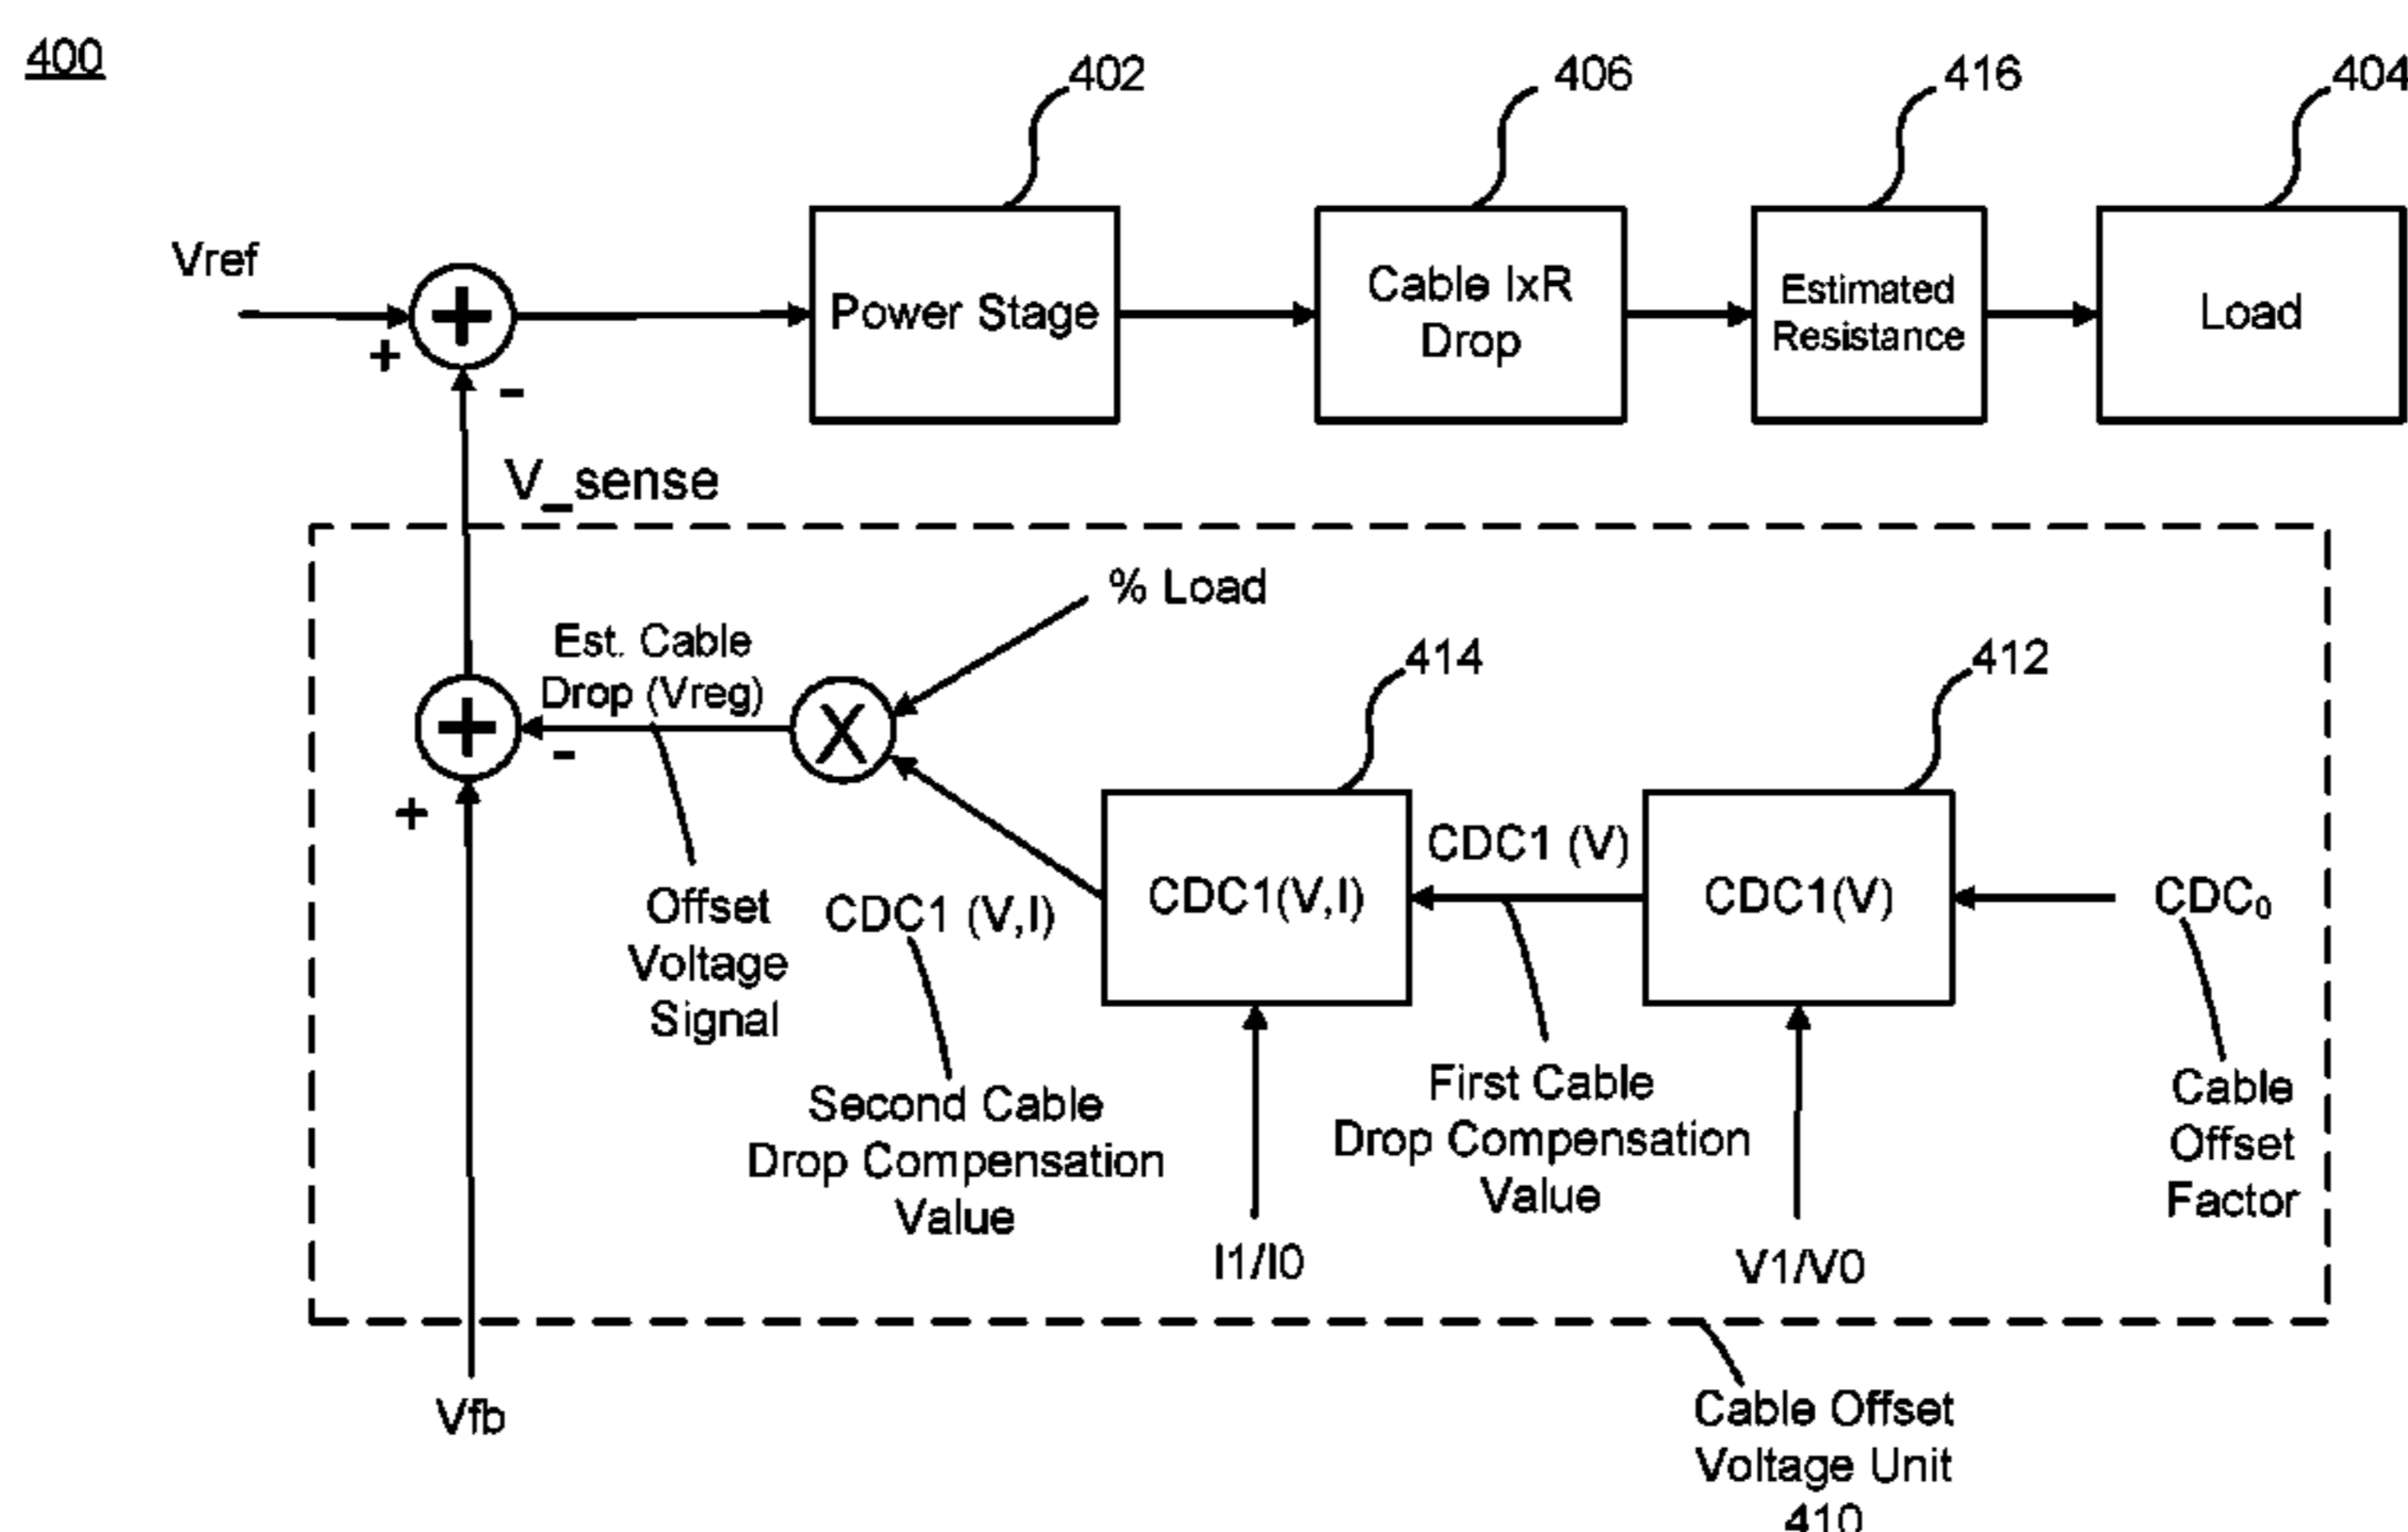 400
402
406
416
404
Vref
+
+
-
Power Stage
Cable IxR
Drop
Estimated
Resistance
Load
V_sense
% Load
Est. Cable
Drop (Vreg)
414
412
+
-
+
X
Offset
Voltage
Signal
CDC1 (V,I)
CDC1(V,I)
CDC1 (V)
CDC1(V)
CDC₀
Second Cable
Drop Compensation
Value
First Cable
Drop Compensation
Value
Cable
Offset
Factor
I1/I0
V1/V0
Vfb
Cable Offset
Voltage Unit
410